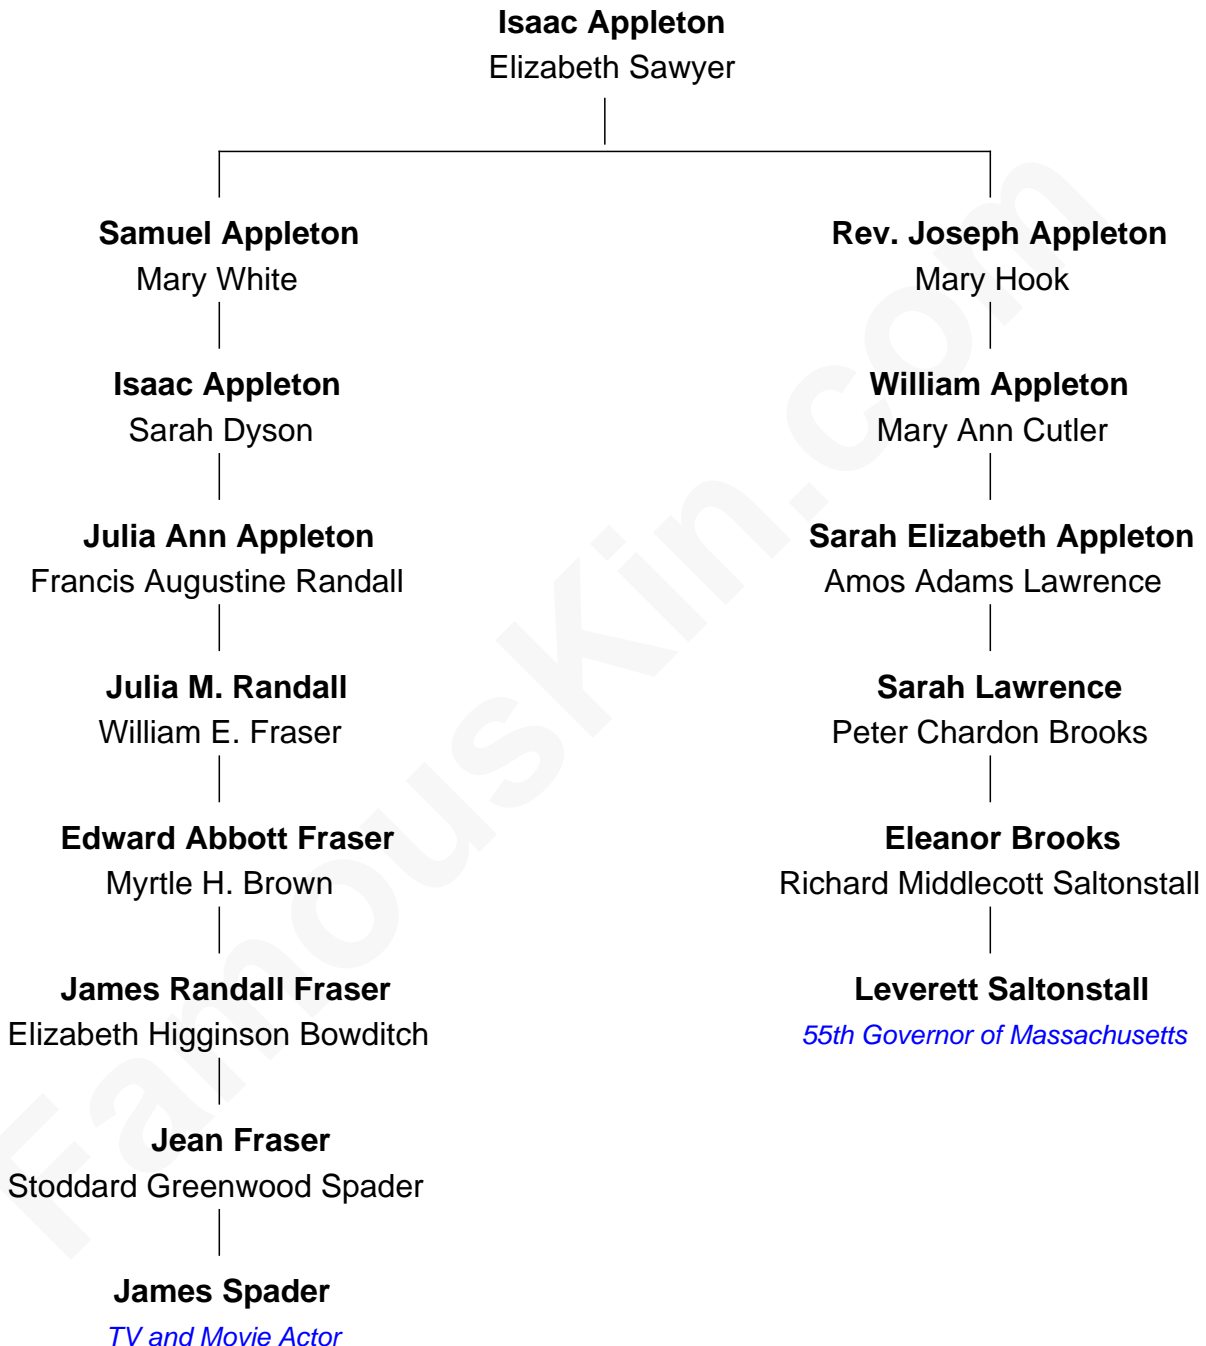 Isaac Appleton
Elizabeth Sawyer
Samuel Appleton
Mary White
Rev. Joseph Appleton
Mary Hook
Isaac Appleton
Sarah Dyson
William Appleton
Mary Ann Cutler
Julia Ann Appleton
Francis Augustine Randall
Sarah Elizabeth Appleton
Amos Adams Lawrence
Julia M. Randall
William E. Fraser
Sarah Lawrence
Peter Chardon Brooks
Edward Abbott Fraser
Myrtle H. Brown
Eleanor Brooks
Richard Middlecott Saltonstall
James Randall Fraser
Elizabeth Higginson Bowditch
Leverett Saltonstall
55th Governor of Massachusetts
Jean Fraser
Stoddard Greenwood Spader
James Spader
TV and Movie Actor
FamousKin.com